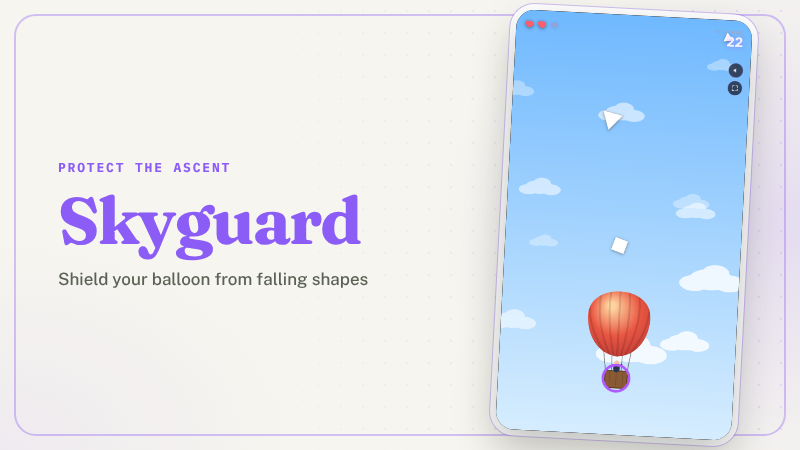 PROTECT THE ASCENT
Skyguard
Shield your balloon from falling shapes
22